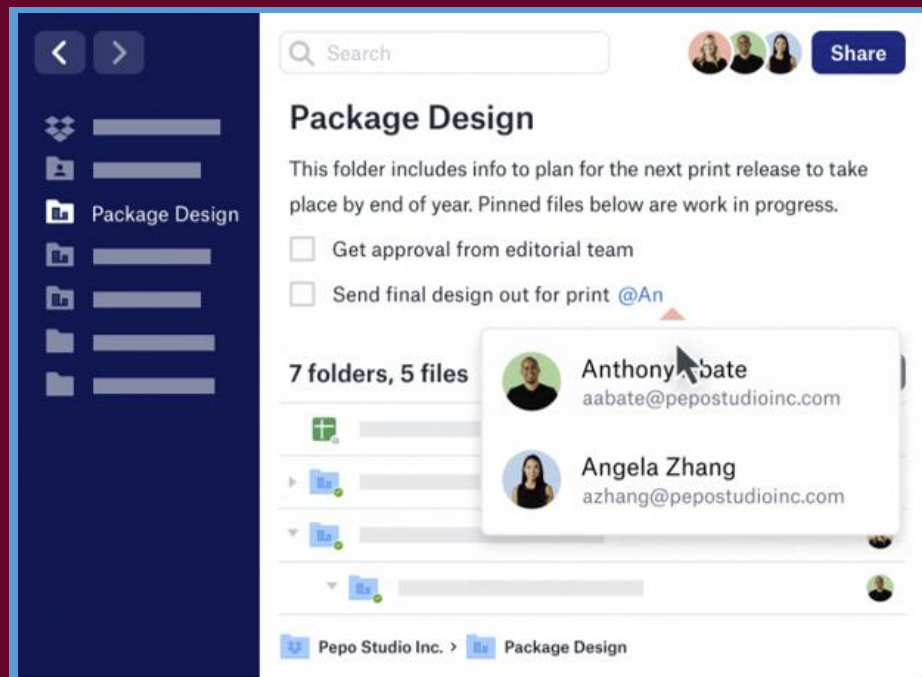 Search
Share
Package Design
Package Design
This folder includes info to plan for the next print release to take
place by end of year. Pinned files below are work in progress.
Get approval from editorial team
Send final design out for print @An
7 folders, 5 files
Anthony bate
aabate@pepostudioinc.com
Angela Zhang
azhang@pepostudioinc.com
Pepo Studio Inc. > Package Design